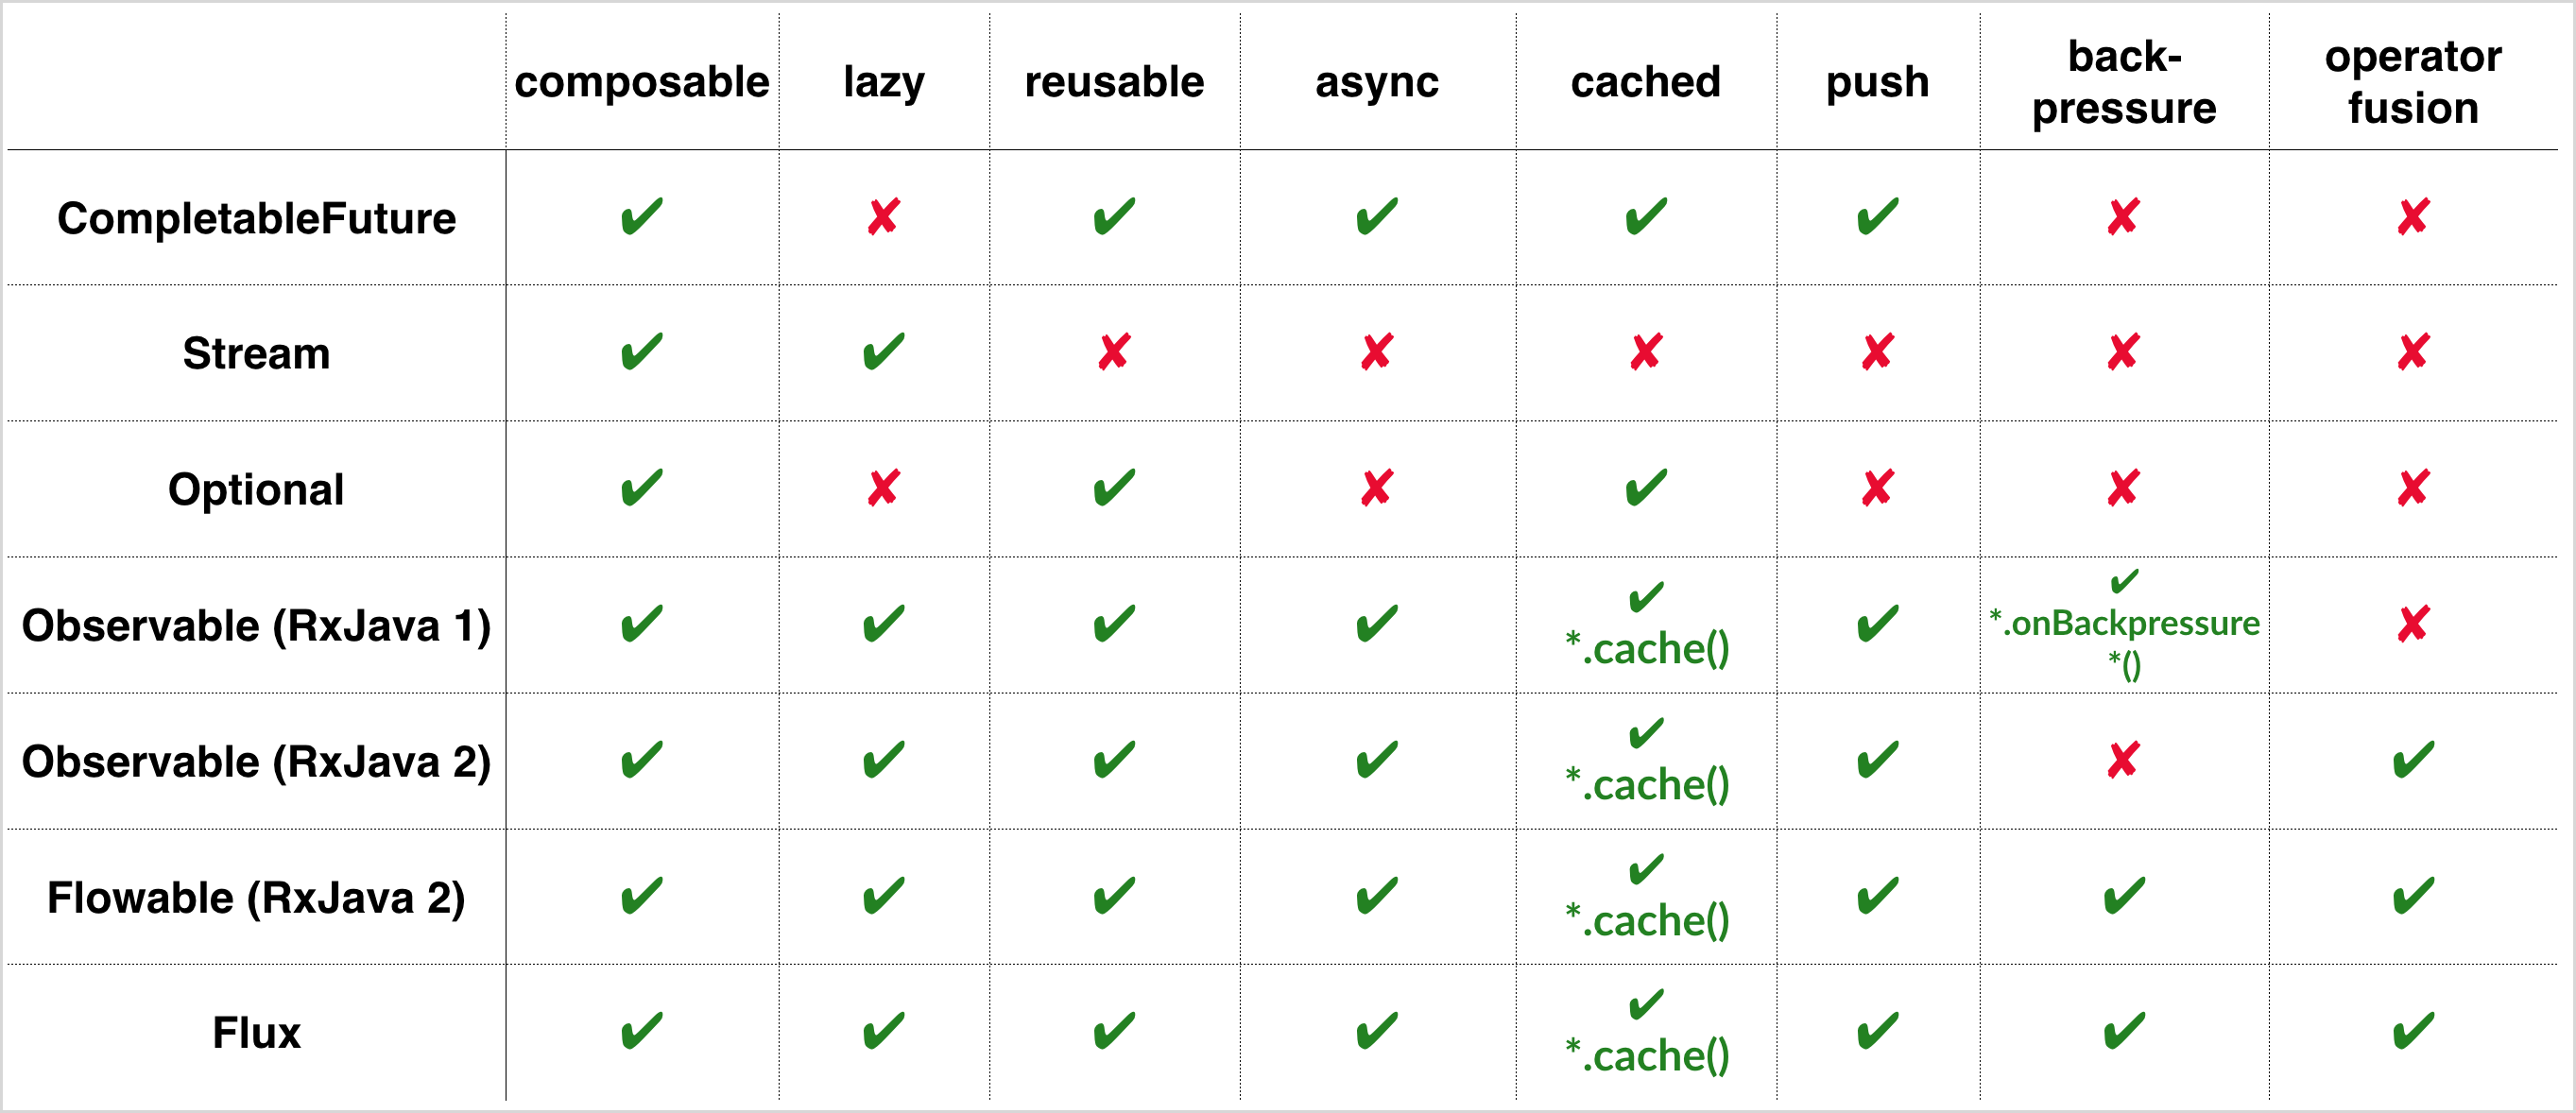 composable lazy reusable async cached push back-pressure operator fusion
CompletableFuture ✔ ✘ ✔ ✔ ✔ ✔ ✘ ✘
Stream ✔ ✔ ✘ ✘ ✘ ✘ ✘ ✘
Optional ✔ ✘ ✔ ✘ ✔ ✘ ✘ ✘
Observable (RxJava 1) ✔ ✔ ✔ ✔ ✔ *.cache() ✔ ✔ *.onBackpressure*() ✘
Observable (RxJava 2) ✔ ✔ ✔ ✔ ✔ *.cache() ✔ ✘ ✔
Flowable (RxJava 2) ✔ ✔ ✔ ✔ ✔ *.cache() ✔ ✔ ✔
Flux ✔ ✔ ✔ ✔ ✔ *.cache() ✔ ✔ ✔